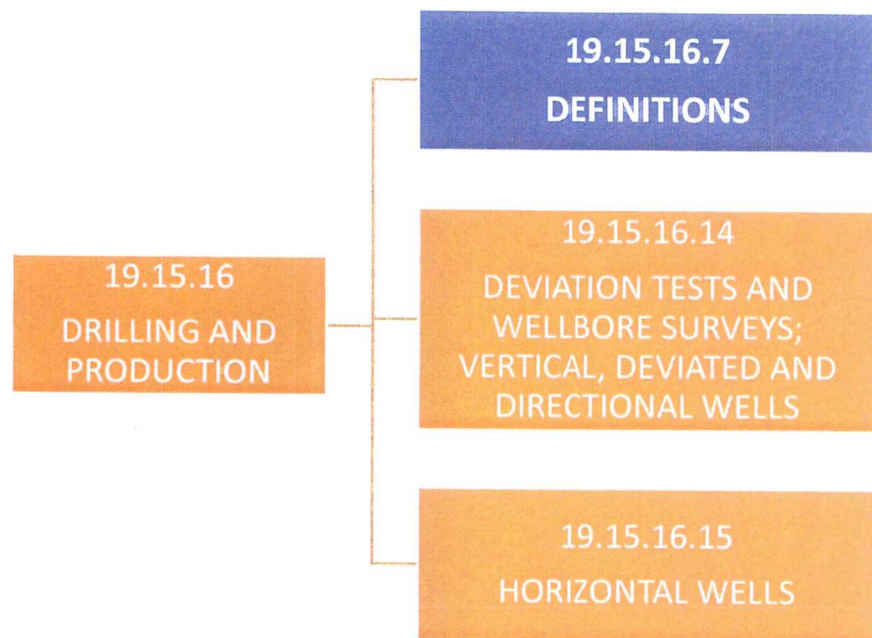 19.15.16
DRILLING AND
PRODUCTION
19.15.16.7
DEFINITIONS
19.15.16.14
DEVIATION TESTS AND
WELLBORE SURVEYS;
VERTICAL, DEVIATED AND
DIRECTIONAL WELLS
19.15.16.15
HORIZONTAL WELLS